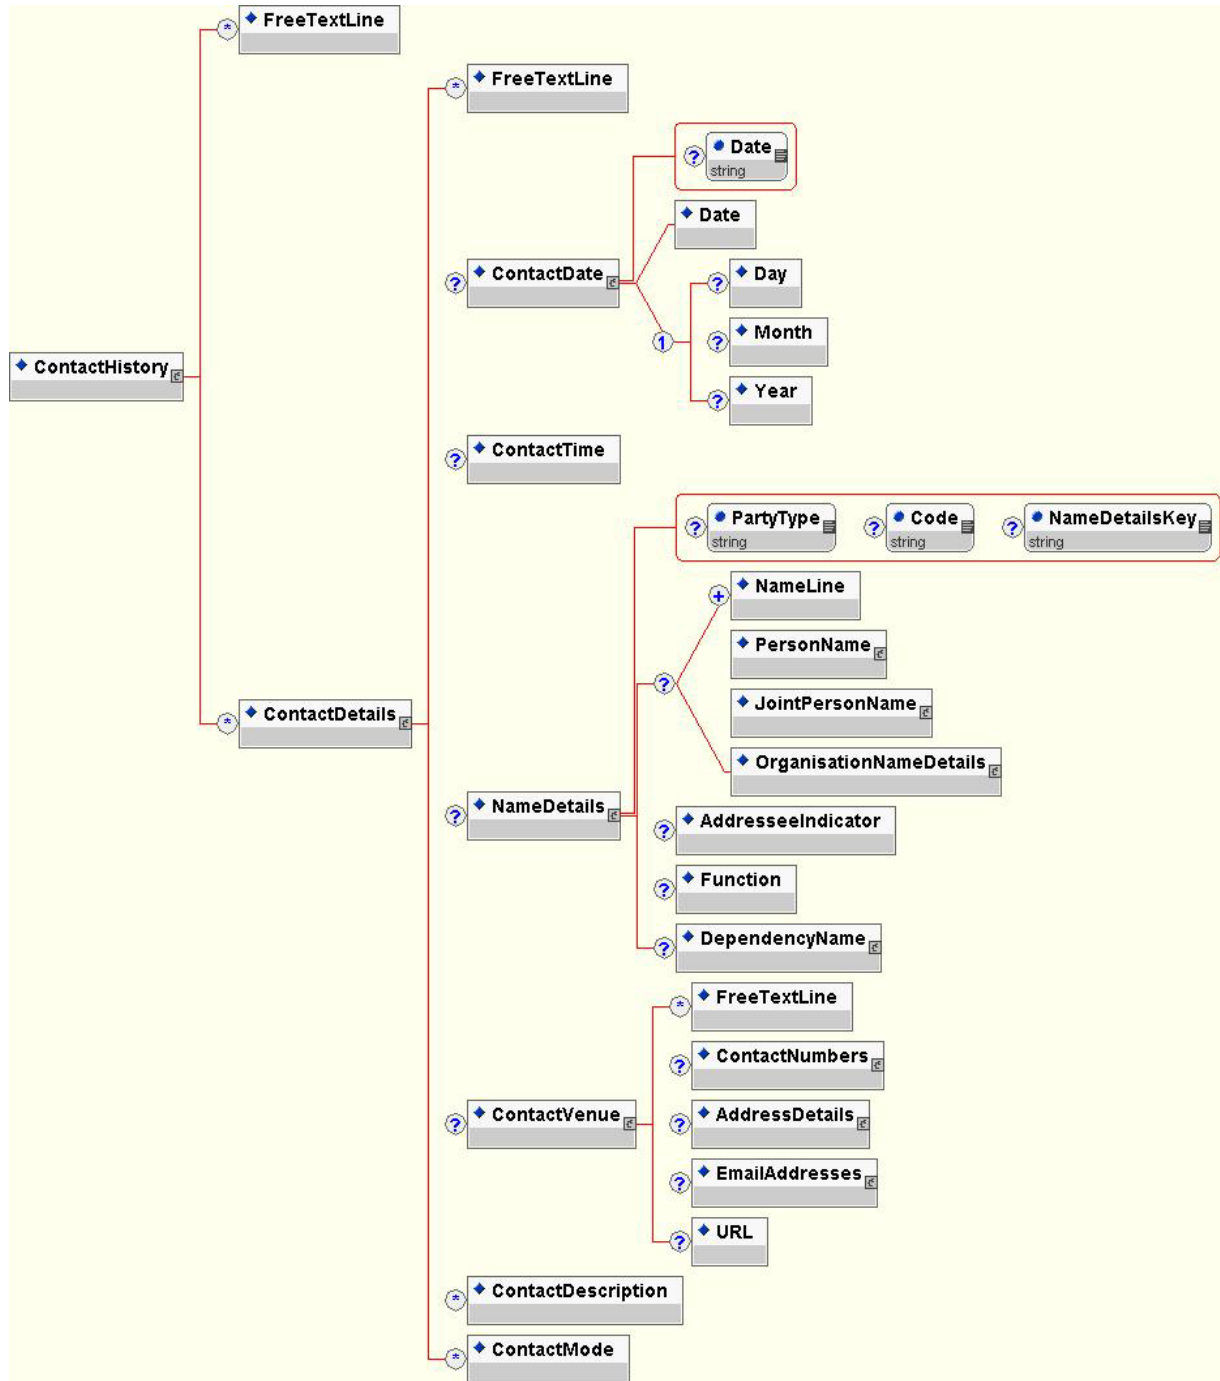 FreeTextLine
*
FreeTextLine
*
? Date
string
Date
? ContactDate
? Day
1
? Month
? Year
ContactHistory
? ContactTime
? PartyType ? Code ? NameDetailsKey
string string string
+ NameLine
PersonName
?
JointPersonName
* ContactDetails
OrganisationNameDetails
? NameDetails
? AddresseeIndicator
? Function
? DependencyName
* FreeTextLine
? ContactNumbers
? ContactVenue
? AddressDetails
? EmailAddresses
? URL
* ContactDescription
* ContactMode